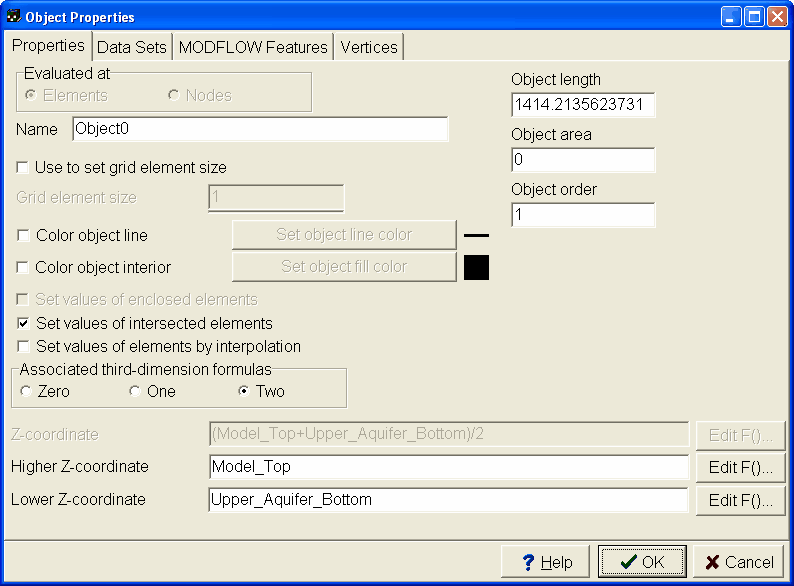 Object Properties
Properties Data Sets MODFLOW Features Vertices
Evaluated at
Elements Nodes
Name Object0
Use to set grid element size
Grid element size 1
Color object line Set object line color
Color object interior Set object fill color
Set values of enclosed elements
Set values of intersected elements
Set values of elements by interpolation
Associated third-dimension formulas
Zero One Two
Object length
1414.2135623731
Object area
0
Object order
1
Z-coordinate (Model_Top+Upper_Aquifer_Bottom)/2 Edit F()...
Higher Z-coordinate Model_Top Edit F()...
Lower Z-coordinate Upper_Aquifer_Bottom Edit F()...
? Help OK Cancel